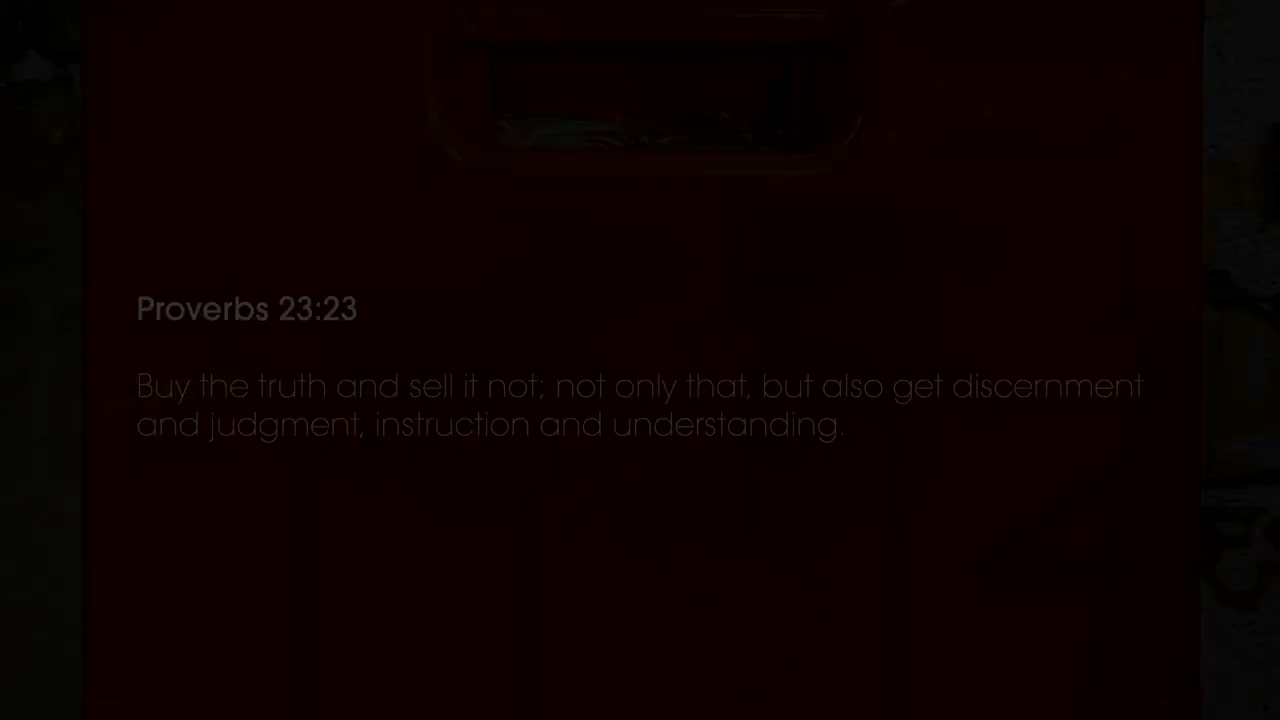 Proverbs 23:23
Buy the truth and sell it not; not only that, but also get discernment
and judgment, instruction and understanding.